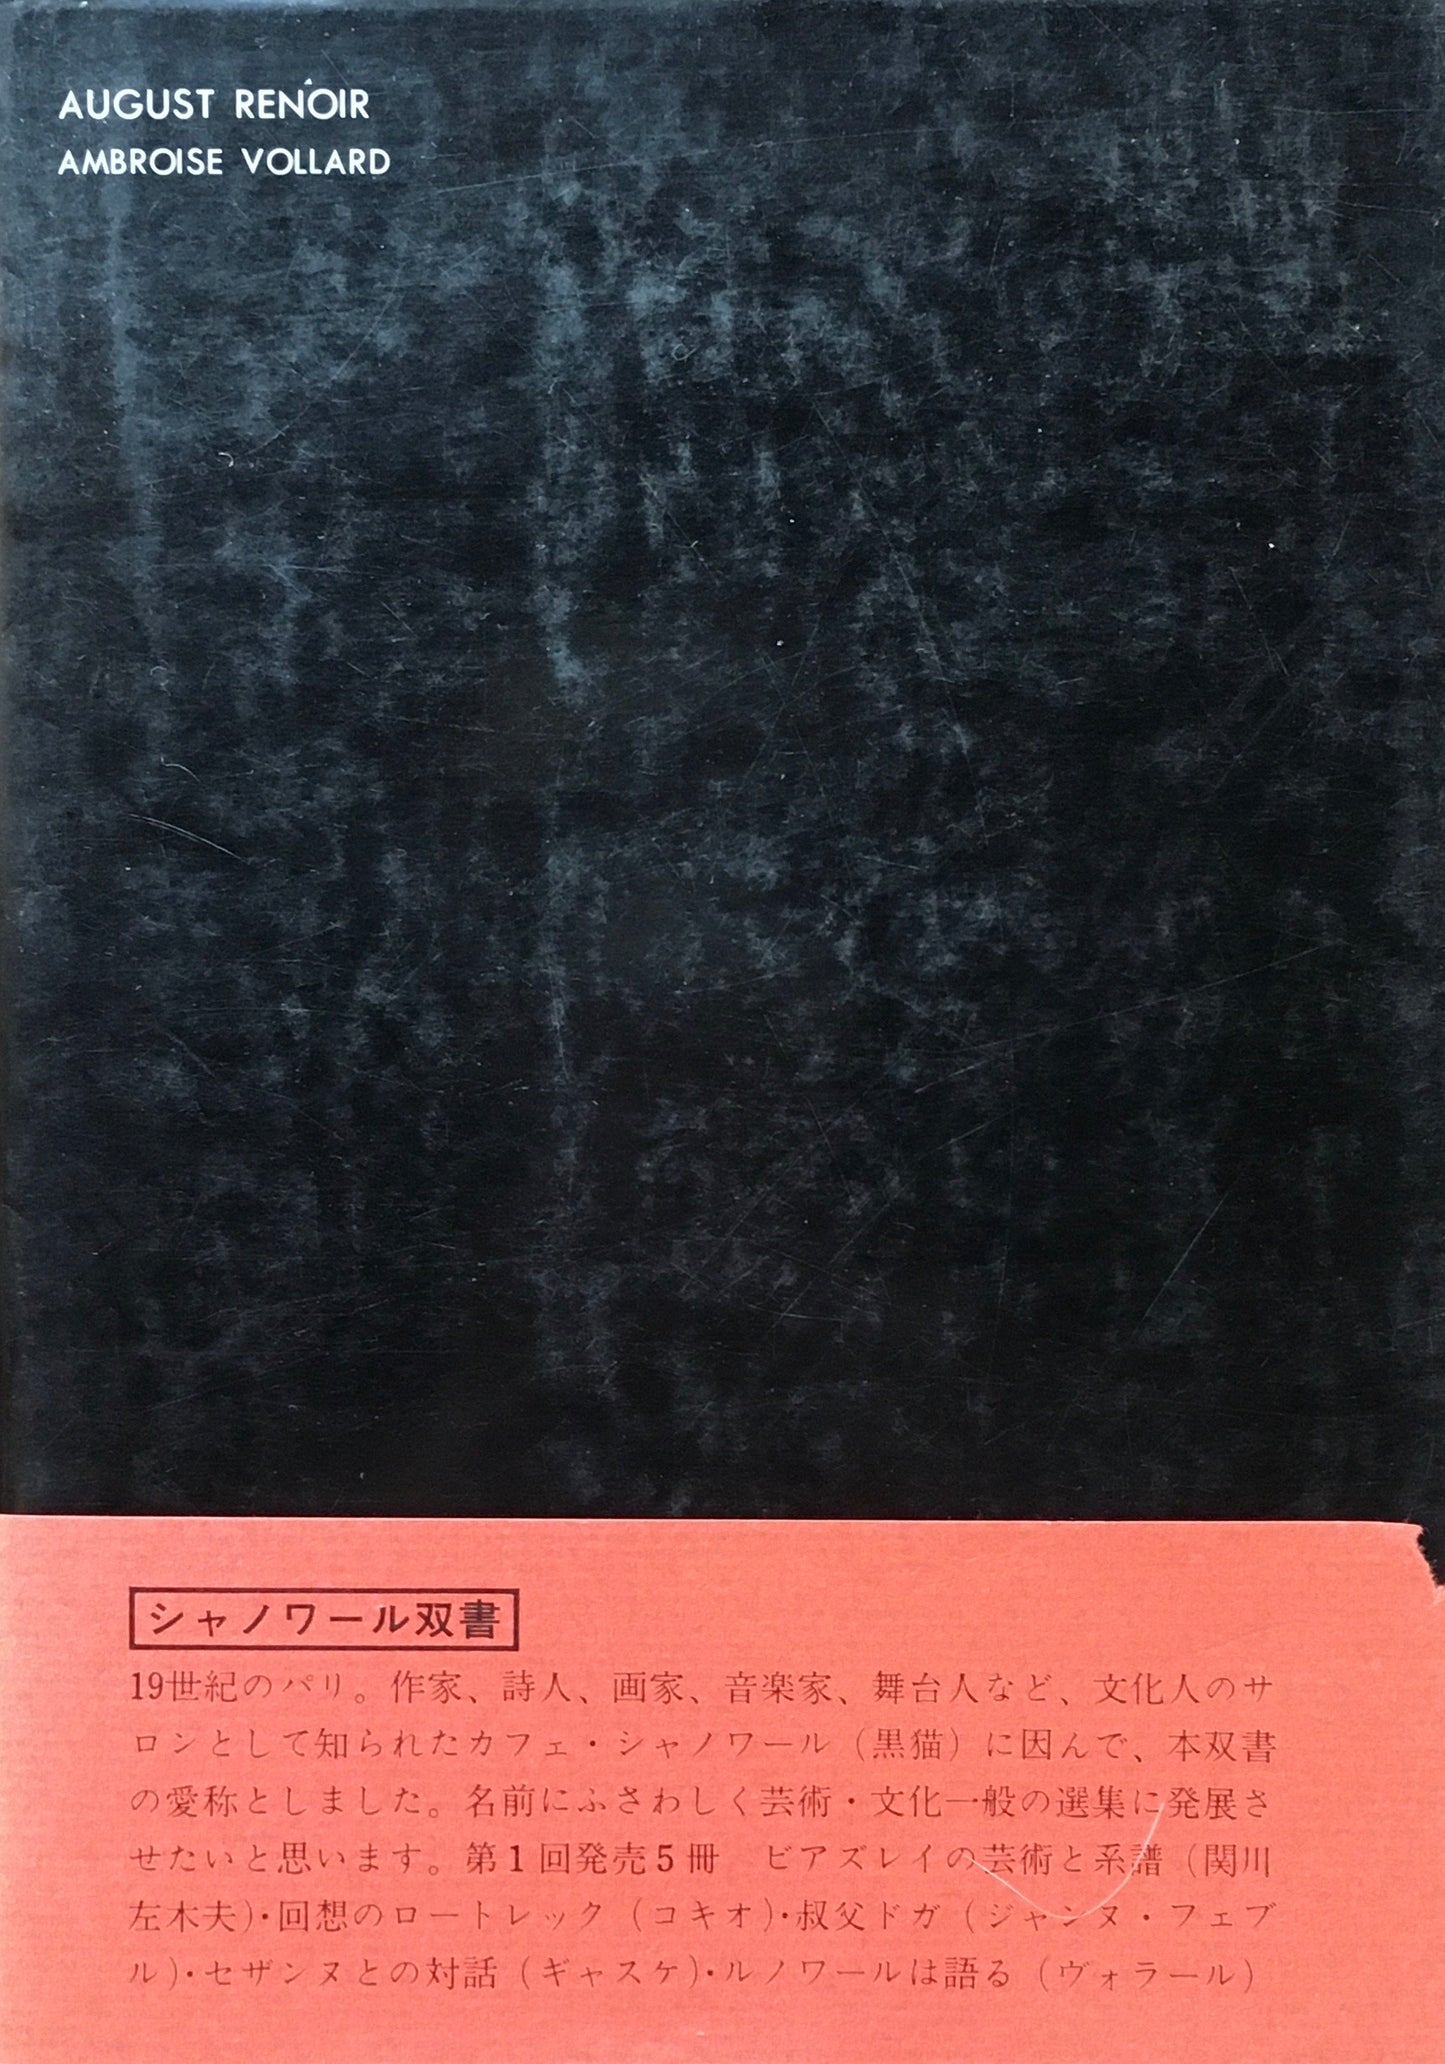 AUGUST RENOIR
AMBROISE VOLLARD
シャノワール双書
19世紀のパリ。作家、詩人、画家、音楽家、舞台人など、文化人のサ
ロンとして知られたカフェ・シャノワール（黒猫）に因んで、本双書
の愛称としました。名前にふさわしく芸術・文化一般の選集に発展さ
せたいと思います。第1回発売5冊　ビアズレイの芸術と系譜（関川
左木夫）・回想のロートレック（コキオ）・叔父ドガ（ジャンヌ・フェブ
ル）・セザンヌとの対話（ギャスケ）・ルノワールは語る（ヴォラール）